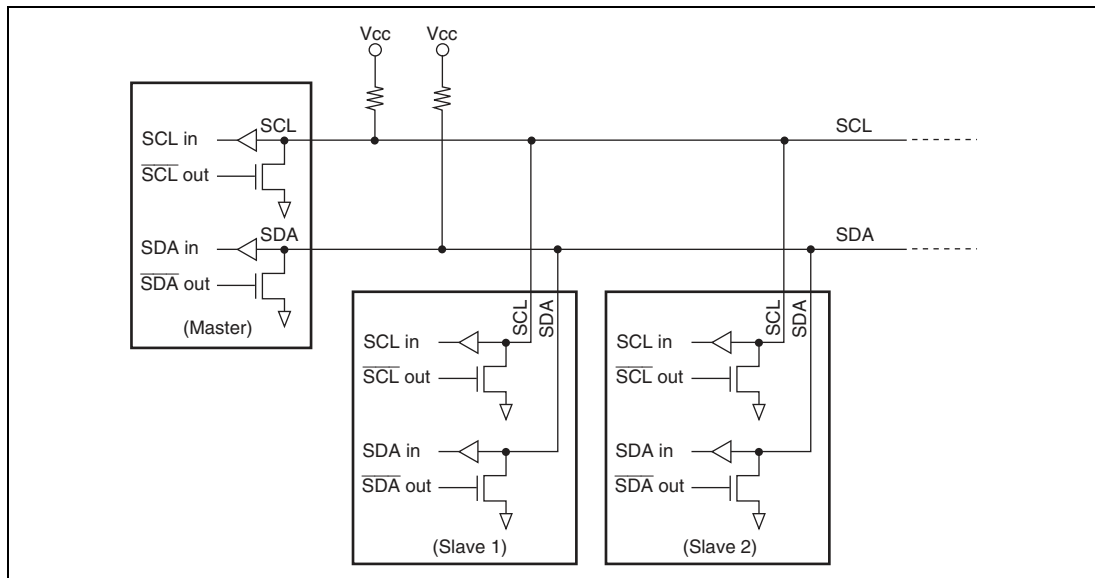 Vcc Vcc
SCL in SCL SCL
SCL out
SDA in SDA SDA
SDA out
(Master)
SCL SDA
SCL in
SCL out
SDA in
SDA out
(Slave 1)
SCL SDA
SCL in
SCL out
SDA in
SDA out
(Slave 2)